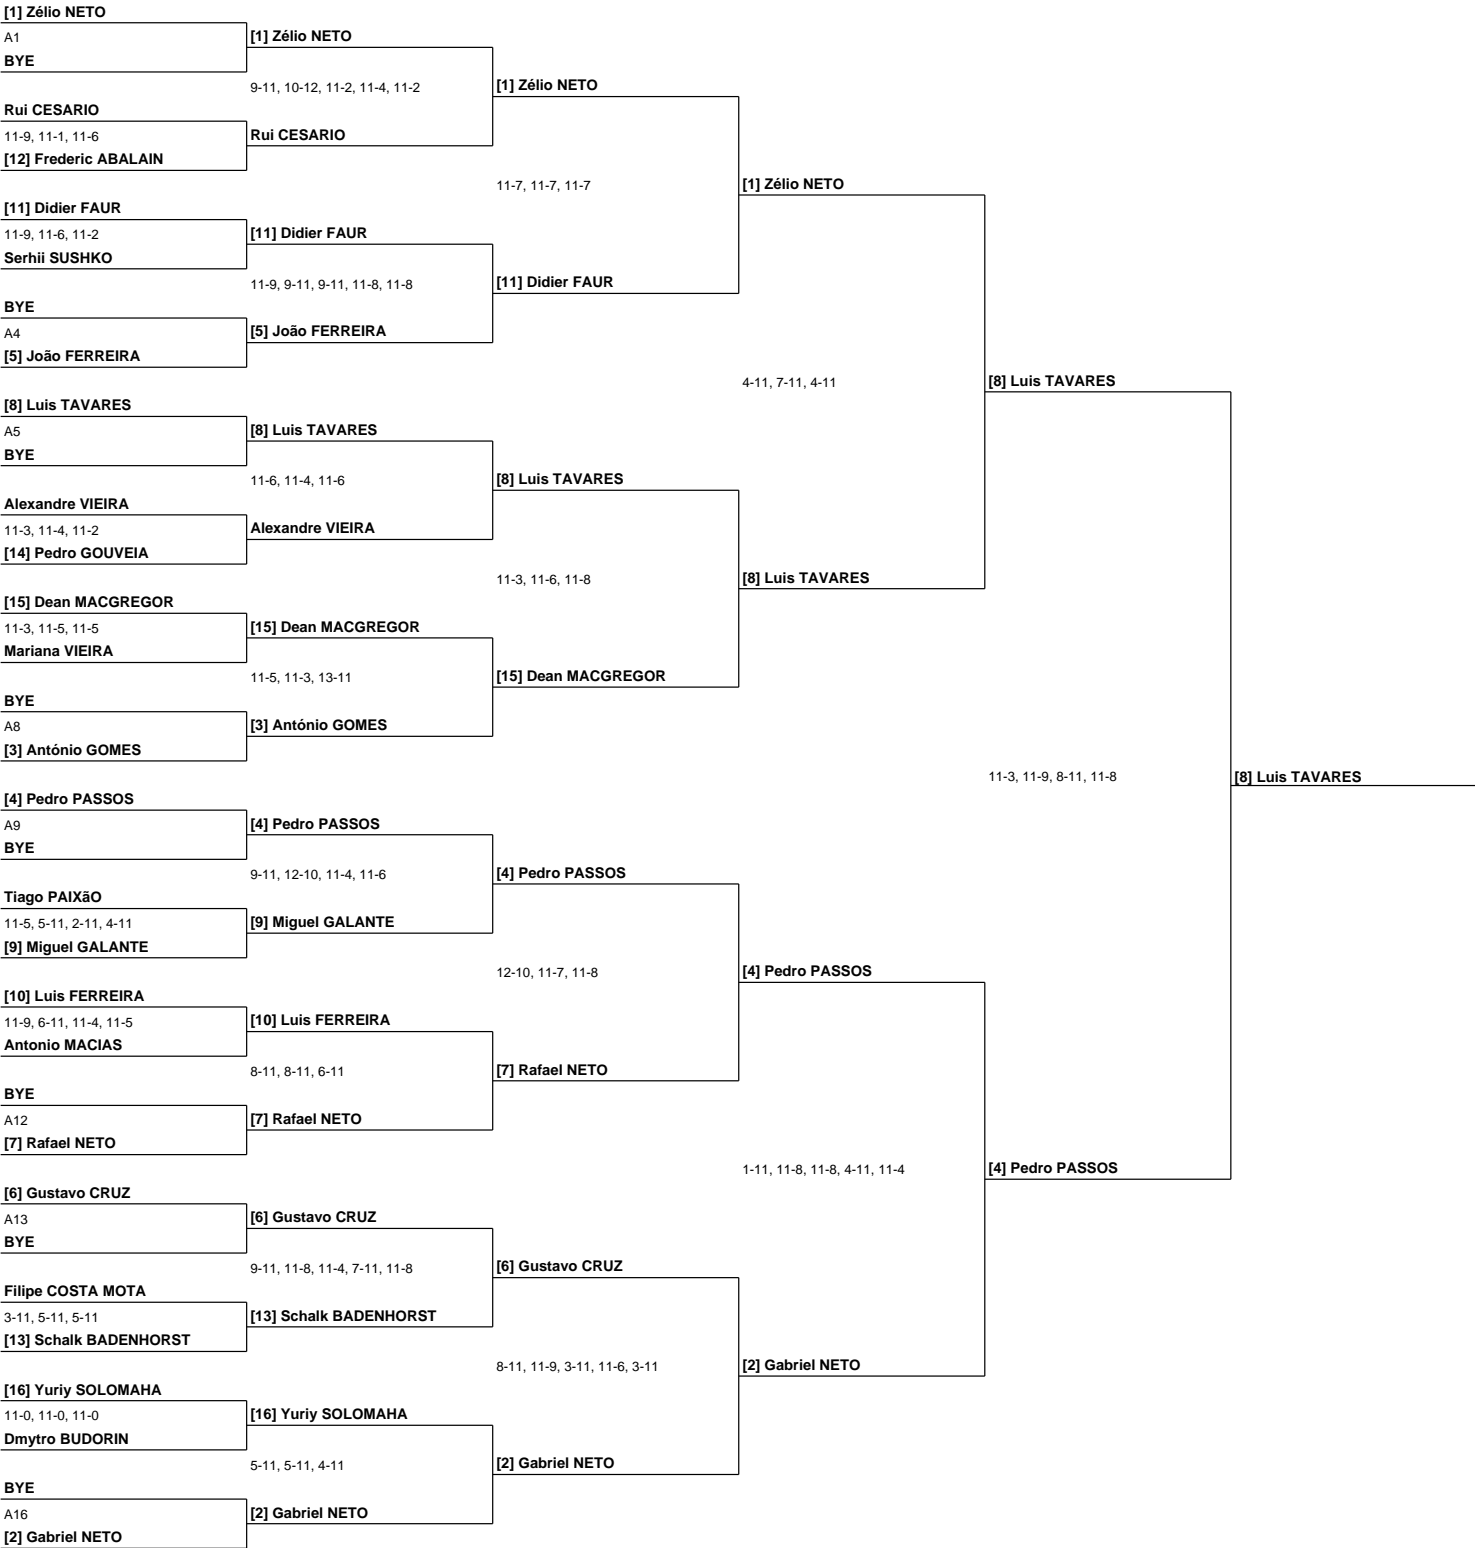 [1] Zélio NETO
A1
BYE
Rui CESARIO
11-9, 11-1, 11-6
[12] Frederic ABALAIN
[11] Didier FAUR
11-9, 11-6, 11-2
Serhii SUSHKO
BYE
A4
[5] João FERREIRA
[8] Luis TAVARES
A5
BYE
Alexandre VIEIRA
11-3, 11-4, 11-2
[14] Pedro GOUVEIA
[15] Dean MACGREGOR
11-3, 11-5, 11-5
Mariana VIEIRA
BYE
A8
[3] António GOMES
[4] Pedro PASSOS
A9
BYE
Tiago PAIXãO
11-5, 5-11, 2-11, 4-11
[9] Miguel GALANTE
[10] Luis FERREIRA
11-9, 6-11, 11-4, 11-5
Antonio MACIAS
BYE
A12
[7] Rafael NETO
[6] Gustavo CRUZ
A13
BYE
Filipe COSTA MOTA
3-11, 5-11, 5-11
[13] Schalk BADENHORST
[16] Yuriy SOLOMAHA
11-0, 11-0, 11-0
Dmytro BUDORIN
BYE
A16
[2] Gabriel NETO
[1] Zélio NETO
9-11, 10-12, 11-2, 11-4, 11-2
Rui CESARIO
[11] Didier FAUR
11-9, 9-11, 9-11, 11-8, 11-8
[5] João FERREIRA
[8] Luis TAVARES
11-6, 11-4, 11-6
Alexandre VIEIRA
[15] Dean MACGREGOR
11-5, 11-3, 13-11
[3] António GOMES
[4] Pedro PASSOS
9-11, 12-10, 11-4, 11-6
[9] Miguel GALANTE
[10] Luis FERREIRA
8-11, 8-11, 6-11
[7] Rafael NETO
[6] Gustavo CRUZ
9-11, 11-8, 11-4, 7-11, 11-8
[13] Schalk BADENHORST
[16] Yuriy SOLOMAHA
5-11, 5-11, 4-11
[2] Gabriel NETO
[1] Zélio NETO
11-7, 11-7, 11-7
[11] Didier FAUR
[8] Luis TAVARES
11-3, 11-6, 11-8
[15] Dean MACGREGOR
[4] Pedro PASSOS
12-10, 11-7, 11-8
[7] Rafael NETO
[6] Gustavo CRUZ
8-11, 11-9, 3-11, 11-6, 3-11
[2] Gabriel NETO
[1] Zélio NETO
4-11, 7-11, 4-11
[8] Luis TAVARES
[4] Pedro PASSOS
1-11, 11-8, 11-8, 4-11, 11-4
[2] Gabriel NETO
[8] Luis TAVARES
11-3, 11-9, 8-11, 11-8
[4] Pedro PASSOS
[8] Luis TAVARES